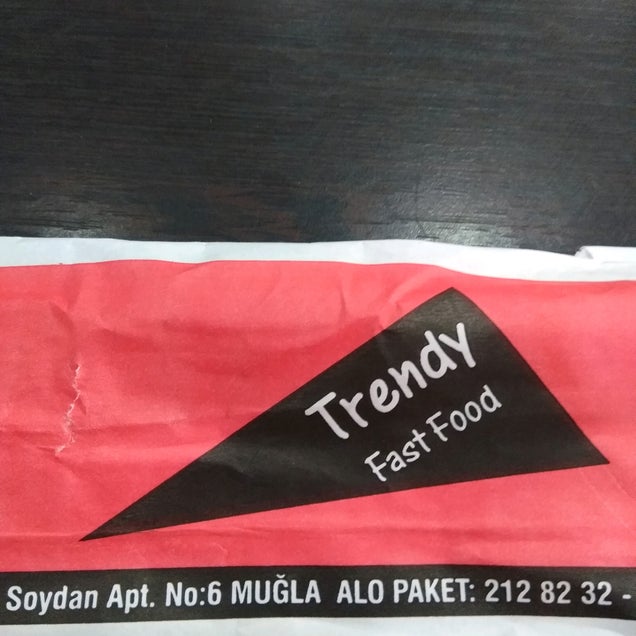 Trendy
Fast Food
Soydan Apt. No:6 MUĞLA ALO PAKET: 212 82 32 -